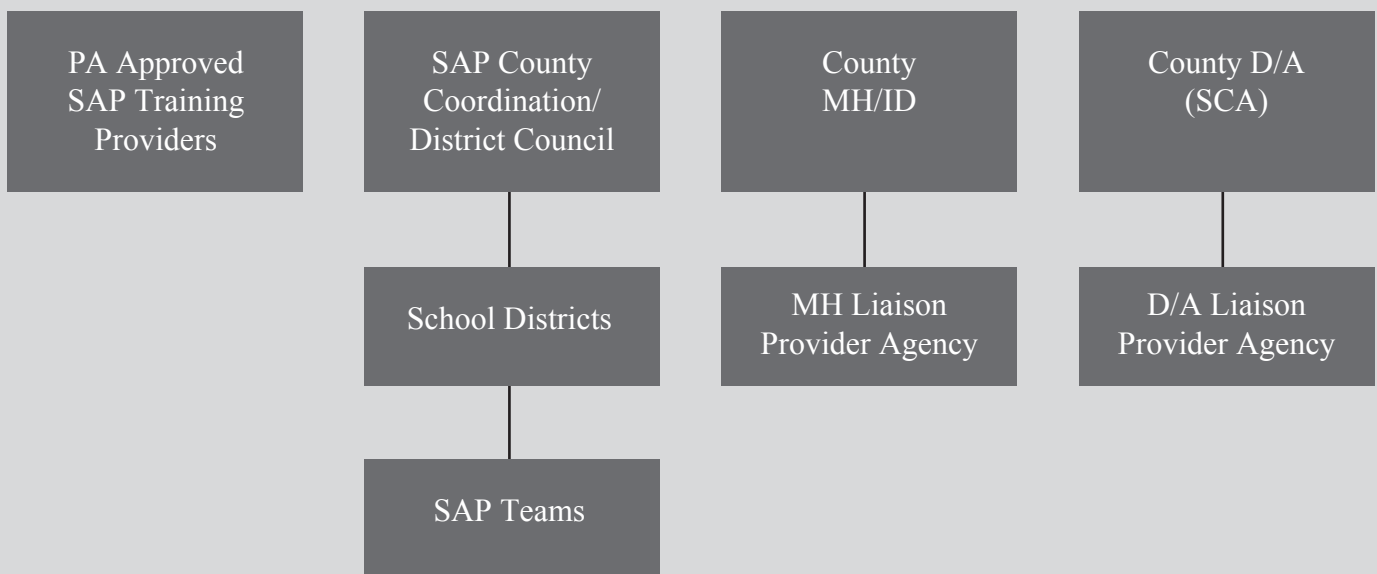 PA Approved
SAP Training
Providers
SAP County
Coordination/
District Council
County
MH/ID
County D/A
(SCA)
School Districts
MH Liaison
Provider Agency
D/A Liaison
Provider Agency
SAP Teams